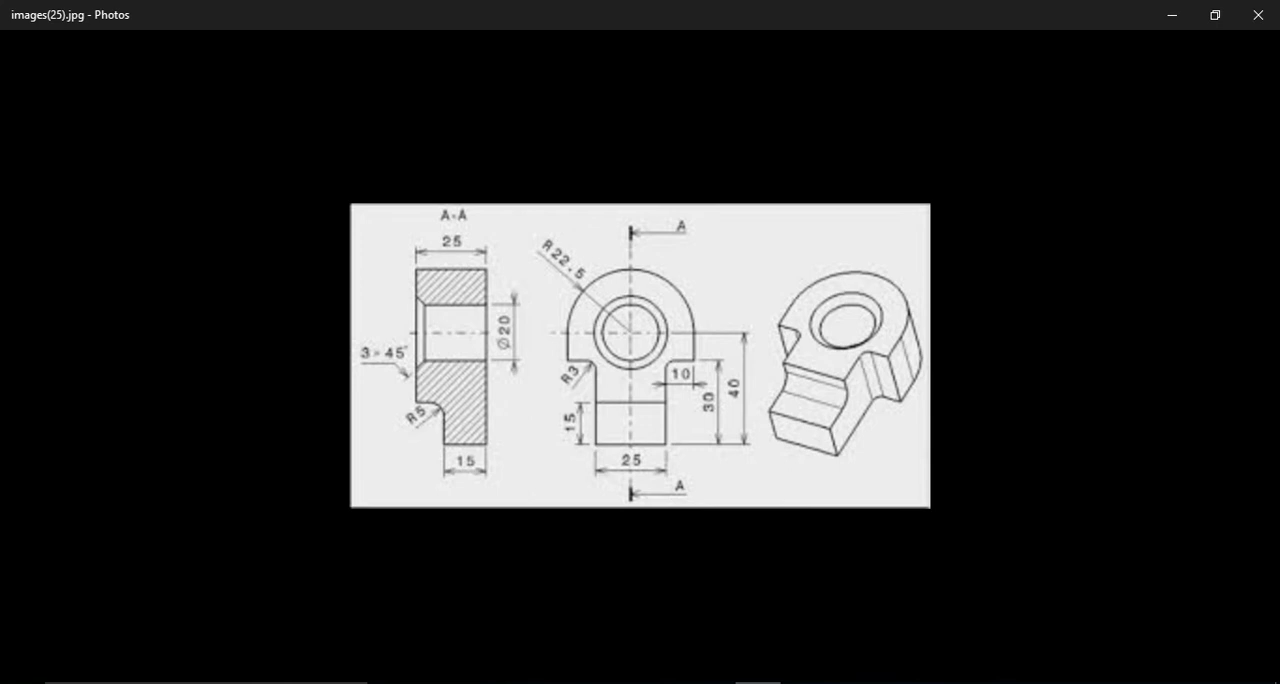 images(25).jpg - Photos
A-A
25
Ø20
3 × 45°
R5
15
A
R22.5
R3
10
40
30
15
25
A